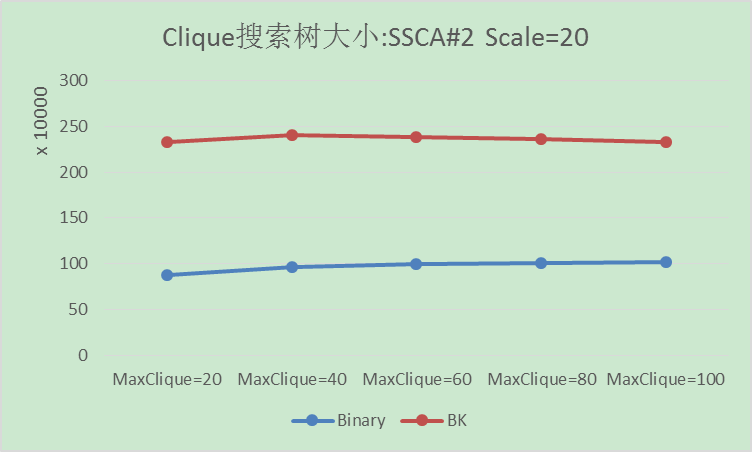 Clique搜索树大小:SSCA#2 Scale=20
x 10000
300
250
200
150
100
50
0
MaxClique=20 MaxClique=40 MaxClique=60 MaxClique=80 MaxClique=100
Binary BK